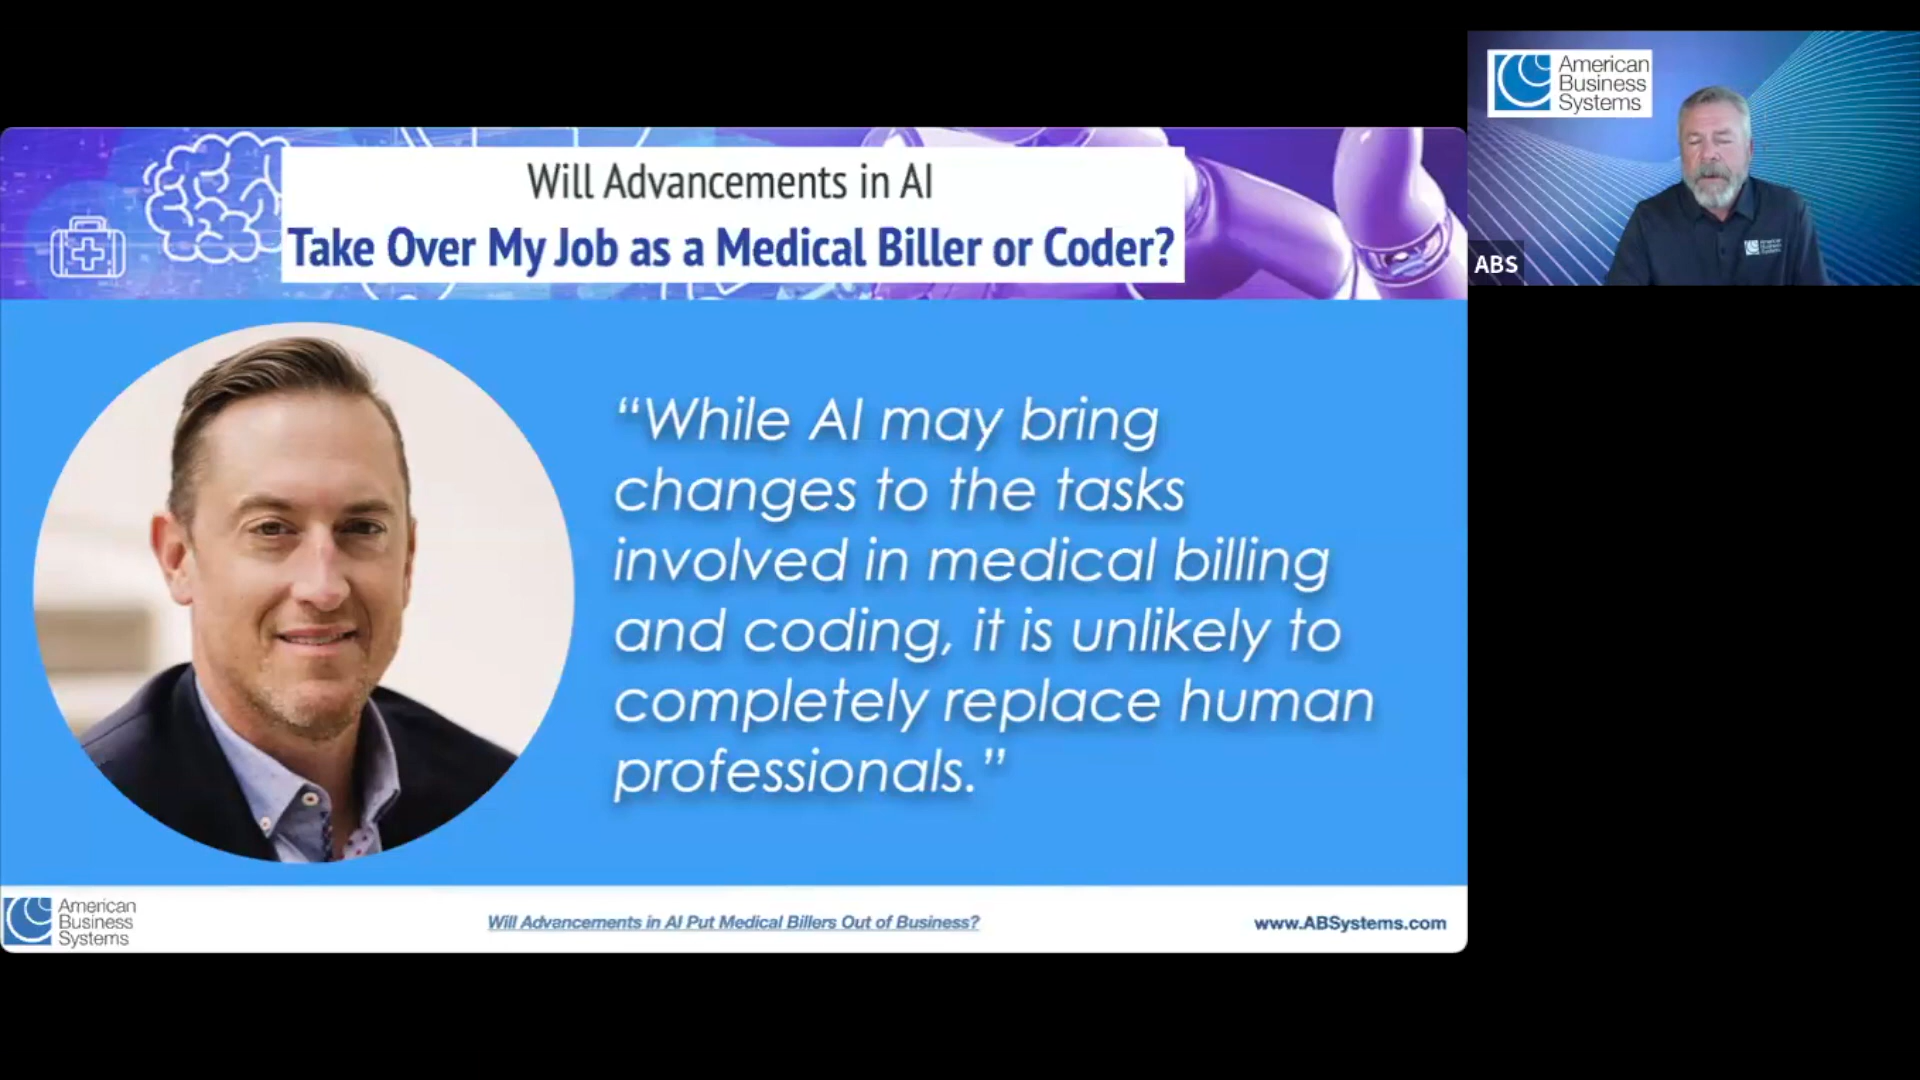 Will Advancements in AI
Take Over My Job as a Medical Biller or Coder?
“While AI may bring
changes to the tasks
involved in medical billing
and coding, it is unlikely to
completely replace human
professionals.”
American
Business
Systems
Will Advancements in AI Put Medical Billers Out of Business?
www.ABSystems.com
American
Business
Systems
ABS